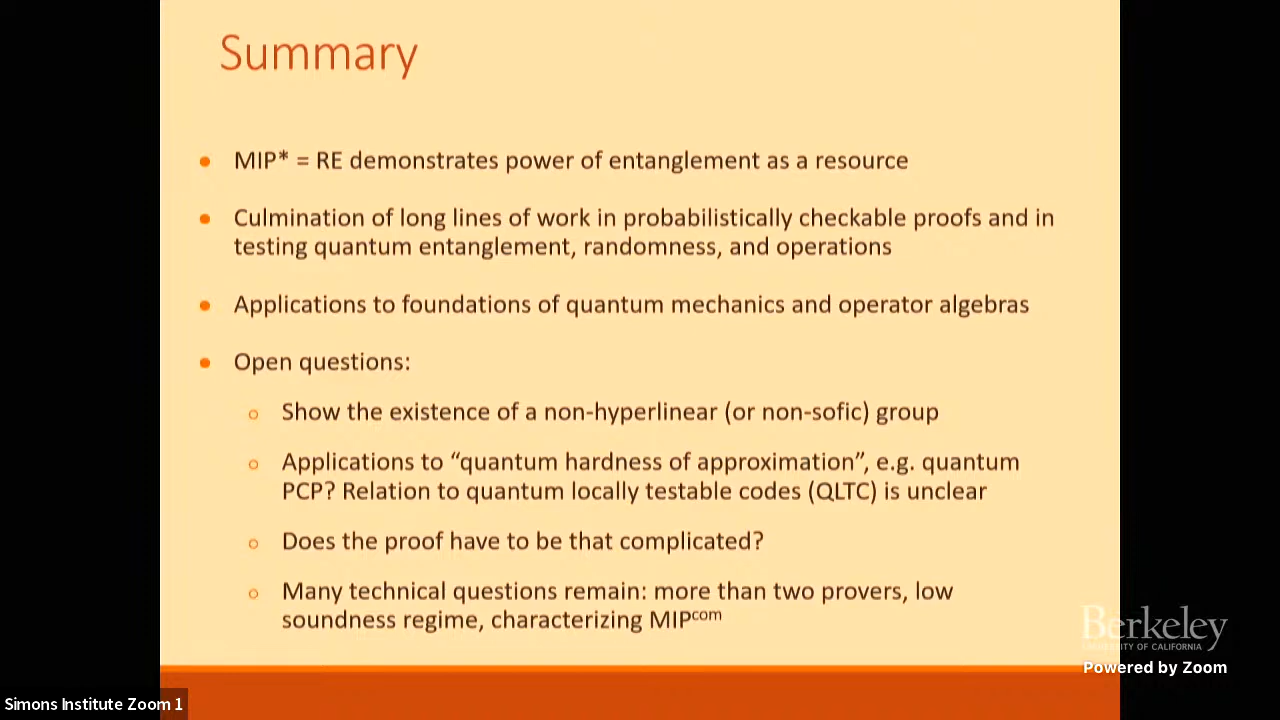 Summary
MIP* = RE demonstrates power of entanglement as a resource
Culmination of long lines of work in probabilistically checkable proofs and in
testing quantum entanglement, randomness, and operations
Applications to foundations of quantum mechanics and operator algebras
Open questions:
Show the existence of a non-hyperlinear (or non-sofic) group
Applications to “quantum hardness of approximation”, e.g. quantum
PCP? Relation to quantum locally testable codes (QLTC) is unclear
Does the proof have to be that complicated?
Many technical questions remain: more than two provers, low
soundness regime, characterizing MIPᶜᵒᵐ
Berkeley
UNIVERSITY OF CALIFORNIA
Powered by Zoom
Simons Institute Zoom 1